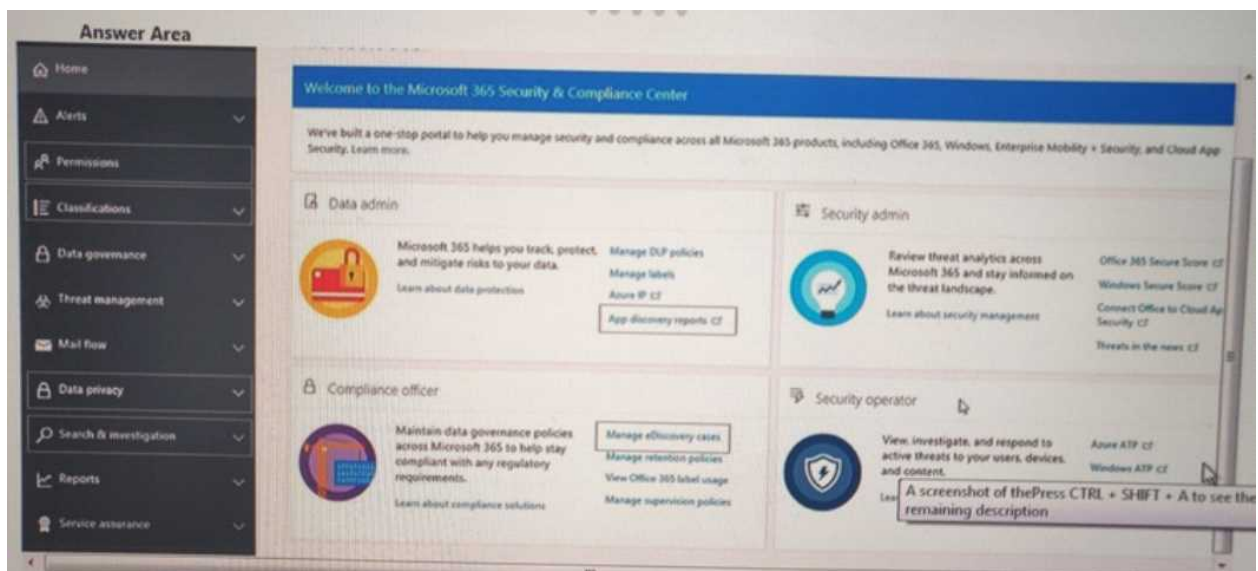 Answer Area
Home
Alerts
Permissions
Classifications
Data governance
Threat management
Mail flow
Data privacy
Search & investigation
Reports
Service assurance
Welcome to the Microsoft 365 Security & Compliance Center
We've built a one-stop portal to help you manage security and compliance across all Microsoft 365 products, including Office 365, Windows, Enterprise Mobility + Security, and Cloud App
Security. Learn more.
Data admin
Microsoft 365 helps you track, protect,
and mitigate risks to your data.
Learn about data protection
Manage DLP policies
Manage labels
Azure IP
App discovery reports
Security admin
Review threat analytics across
Microsoft 365 and stay informed on
the threat landscape.
Learn about security management
Office 365 Secure Score
Windows Secure Score
Connect Office to Cloud Ap
Security
Threats in the news
Compliance officer
Maintain data governance policies
across Microsoft 365 to help stay
compliant with any regulatory
requirements.
Learn about compliance solutions
Manage eDiscovery cases
Manage retention policies
View Office 365 label usage
Manage supervision policies
Security operator
View, investigate, and respond to
active threats to your users, devices,
and content.
Azure ATP
Windows ATP
A screenshot of thePress CTRL + SHIFT + A to see the
remaining description